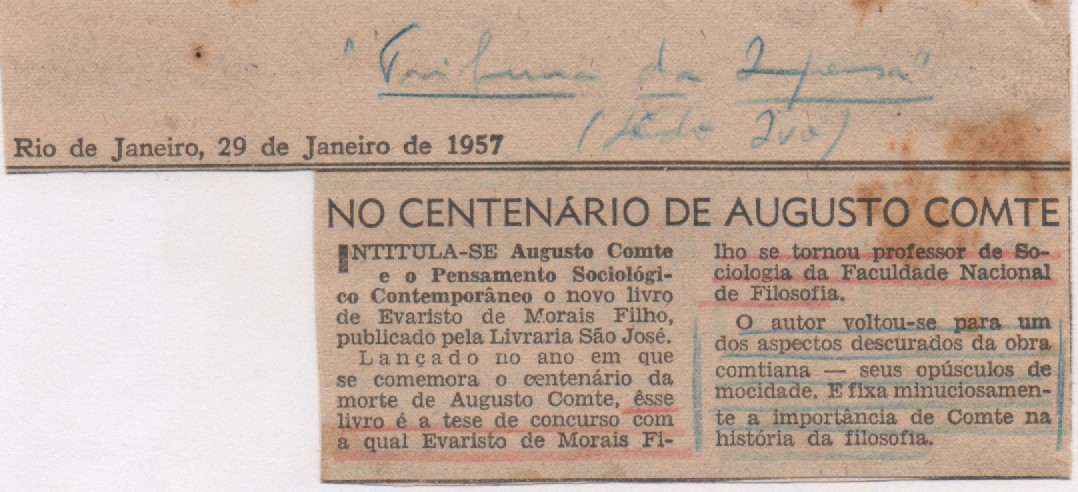 "Tribuna da Imprensa"
(Lêdo Ivo)
Rio de Janeiro, 29 de Janeiro de 1957
NO CENTENÁRIO DE AUGUSTO COMTE
INTITULA-SE Augusto Comte
e o Pensamento Sociológi-
co Contemporâneo o novo livro
de Evaristo de Morais Filho,
publicado pela Livraria São José.
Lançado no ano em que
se comemora o centenário da
morte de Augusto Comte, êsse
livro é a tese de concurso com
a qual Evaristo de Morais Fi-
lho se tornou professor de So-
ciologia da Faculdade Nacional
de Filosofia.
O autor voltou-se para um
dos aspectos descurados da obra
comtiana — seus opúsculos de
mocidade. E fixa minuciosamen-
te a importância de Comte na
história da filosofia.